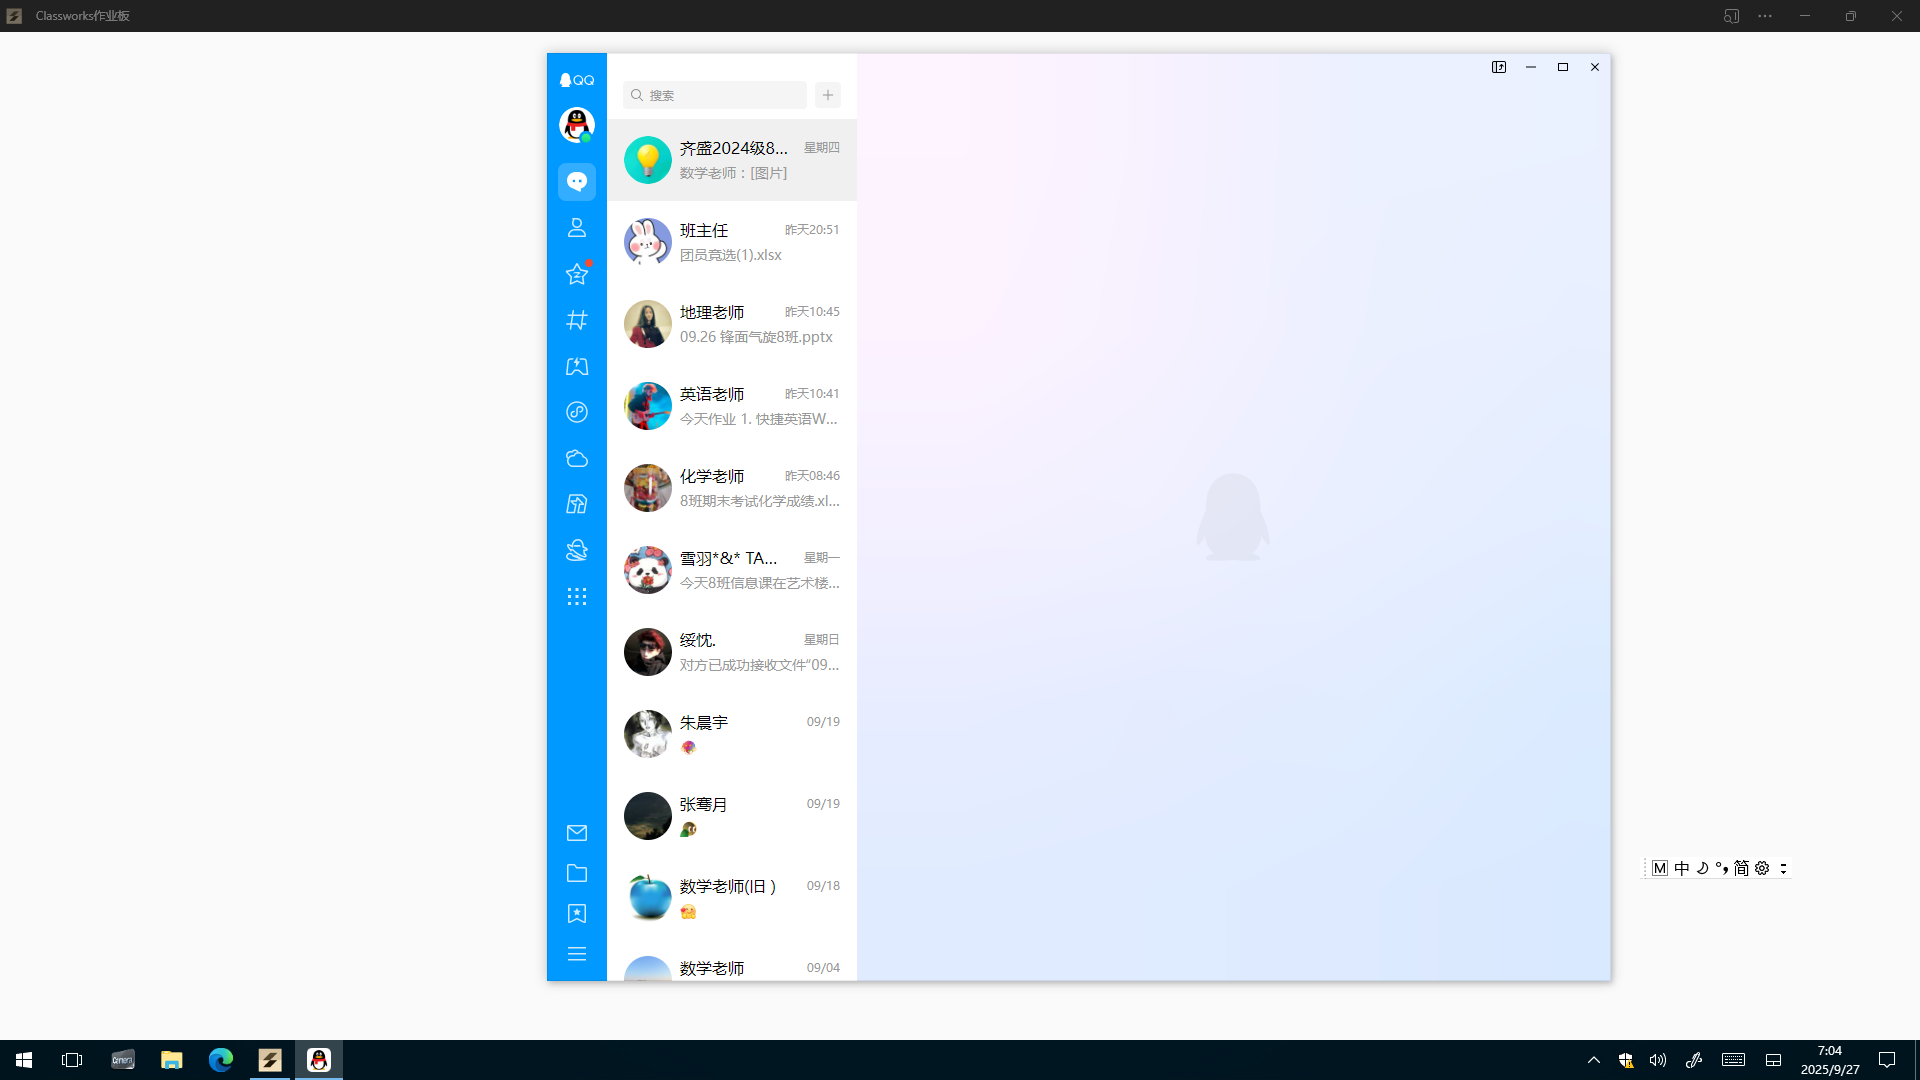 Classworks作业板
QQ
搜索
齐盛2024级8... 星期四
数学老师：[图片]
班主任 昨天20:51
团员竟选(1).xlsx
地理老师 昨天10:45
09.26 锋面气旋8班.pptx
英语老师 昨天10:41
今天作业 1. 快捷英语W...
化学老师 昨天08:46
8班期末考试化学成绩.xl...
雪羽*&* TA... 星期一
今天8班信息课在艺术楼...
绥忱. 星期日
对方已成功接收文件“09...
朱晨宇 09/19
张骞月 09/19
数学老师(旧 ) 09/18
数学老师 09/04
M 中 简
Camera
7:04
2025/9/27